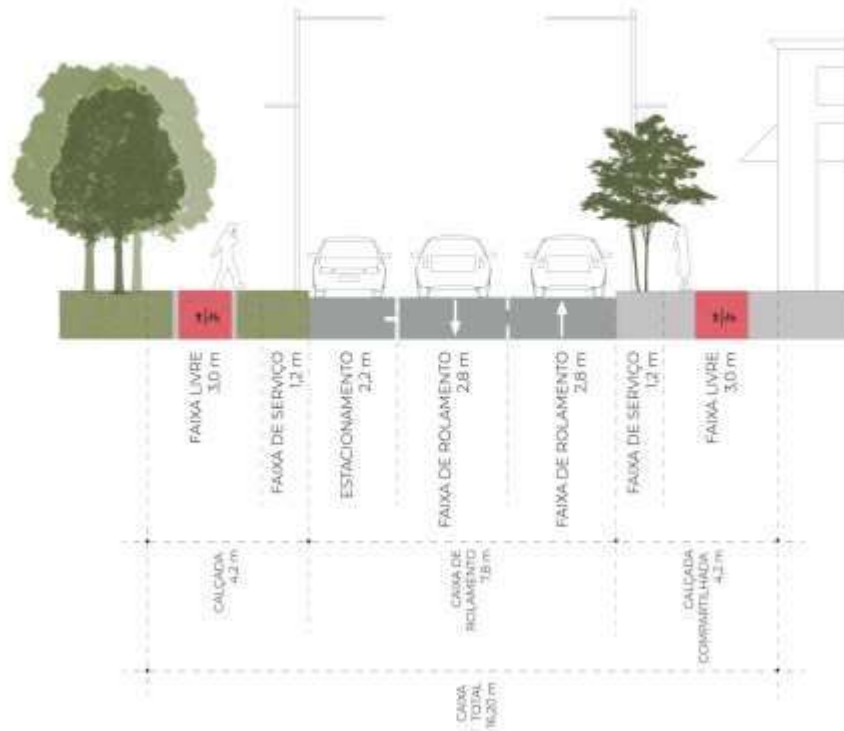 FAIXA LIVRE
3,0 m
FAIXA DE SERVIÇO
1,2 m
ESTACIONAMENTO
2,2 m
FAIXA DE ROLAMENTO
2,8 m
FAIXA DE ROLAMENTO
2,8 m
FAIXA DE SERVIÇO
1,2 m
FAIXA LIVRE
3,0 m
CALÇADA
4,2 m
CAIXA DE
ROLAMENTO
7,8 m
CALÇADA
COMPARTILHADA
4,2 m
CAIXA
TOTAL
16,20 m